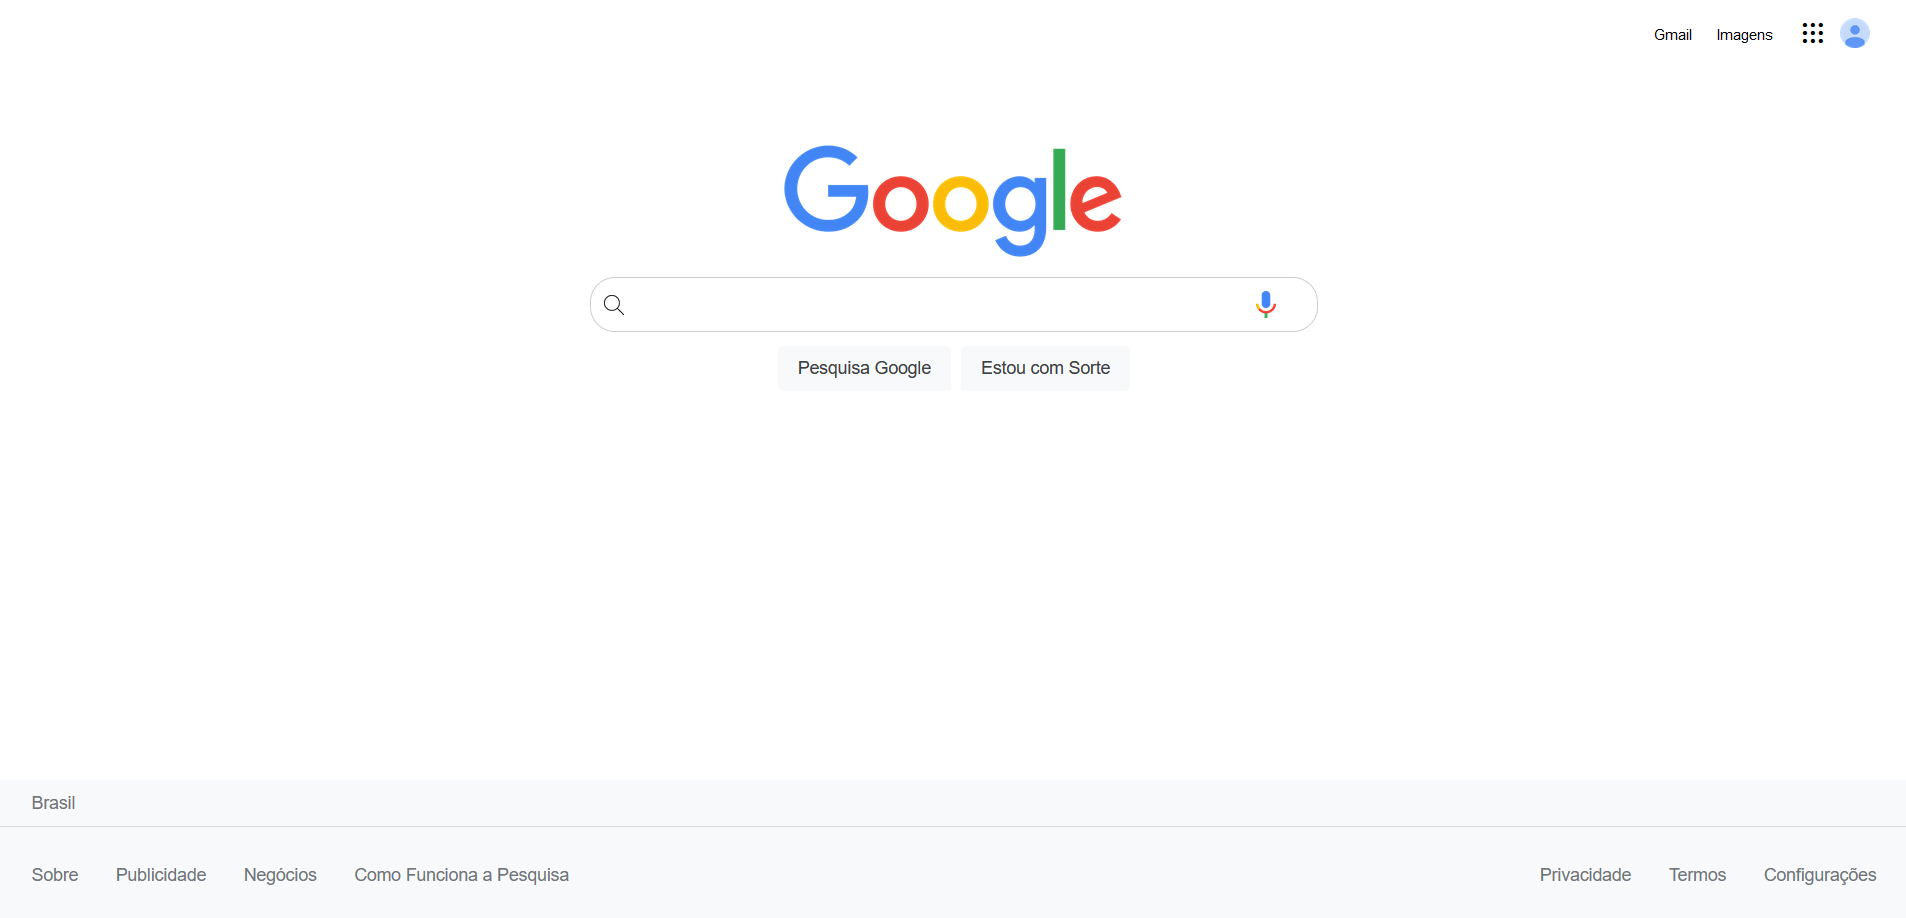 Gmail Imagens
Google
Pesquisa Google Estou com Sorte
Brasil
Sobre Publicidade Negócios Como Funciona a Pesquisa Privacidade Termos Configurações